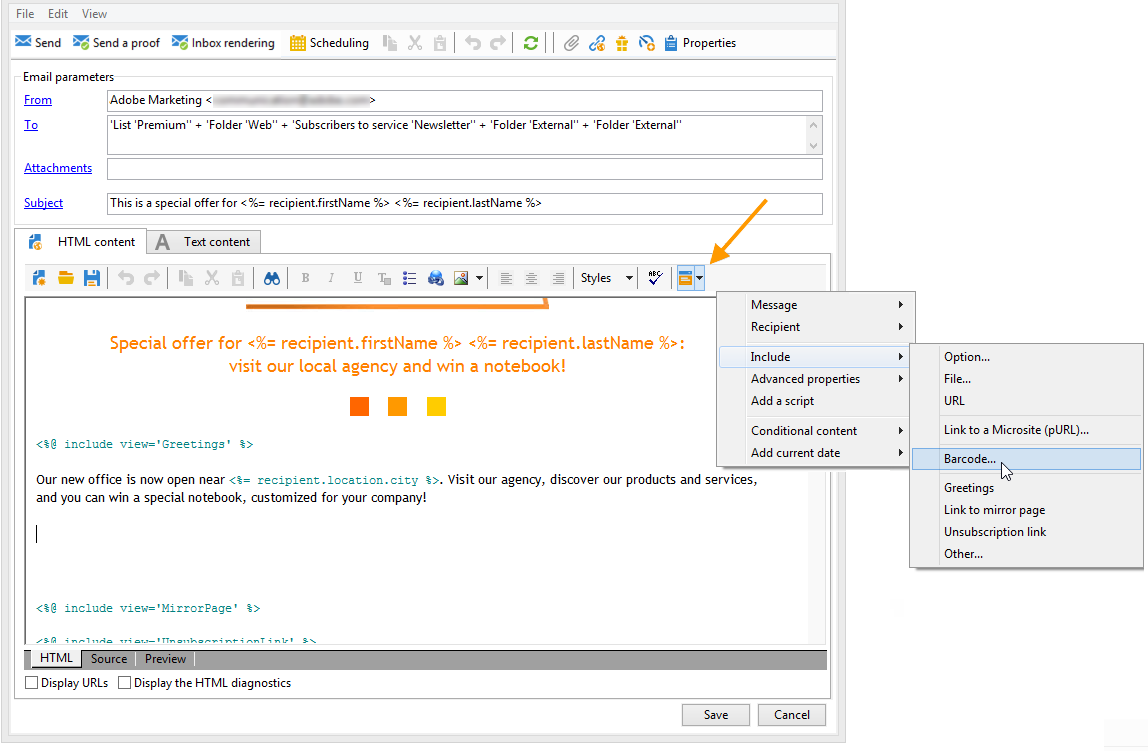 File Edit View
Send Send a proof Inbox rendering Scheduling Properties
Email parameters
From Adobe Marketing < >
To 'List 'Premium'' + 'Folder 'Web'' + 'Subscribers to service 'Newsletter'' + 'Folder 'External'' + 'Folder 'External''
Attachments
Subject This is a special offer for <%= recipient.firstName %> <%= recipient.lastName %>
HTML content A Text content
B I U Styles ABC
Special offer for <%= recipient.firstName %> <%= recipient.lastName %>:
visit our local agency and win a notebook!
<%@ include view='Greetings' %>
Our new office is now open near <%= recipient.location.city %>. Visit our agency, discover our products and services,
and you can win a special notebook, customized for your company!
<%@ include view='MirrorPage' %>
<%@ include view='UnsubscriptionLink' %>
HTML Source Preview
Display URLs Display the HTML diagnostics
Save Cancel
Message
Recipient
Include
Advanced properties
Add a script
Conditional content
Add current date
Option...
File...
URL
Link to a Microsite (pURL)...
Barcode...
Greetings
Link to mirror page
Unsubscription link
Other...